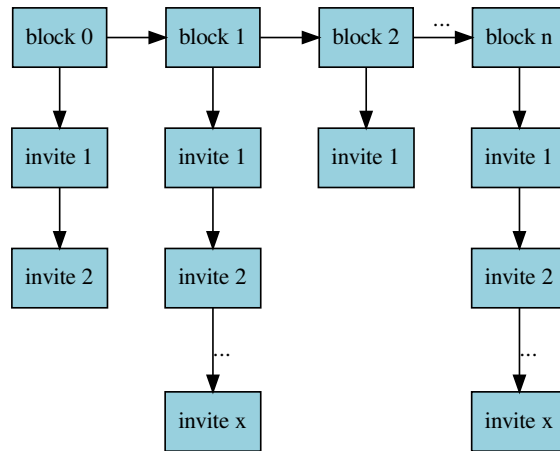 block 0
block 1
block 2
...
block n
invite 1
invite 1
invite 1
invite 1
invite 2
invite 2
invite 2
...
...
invite x
invite x